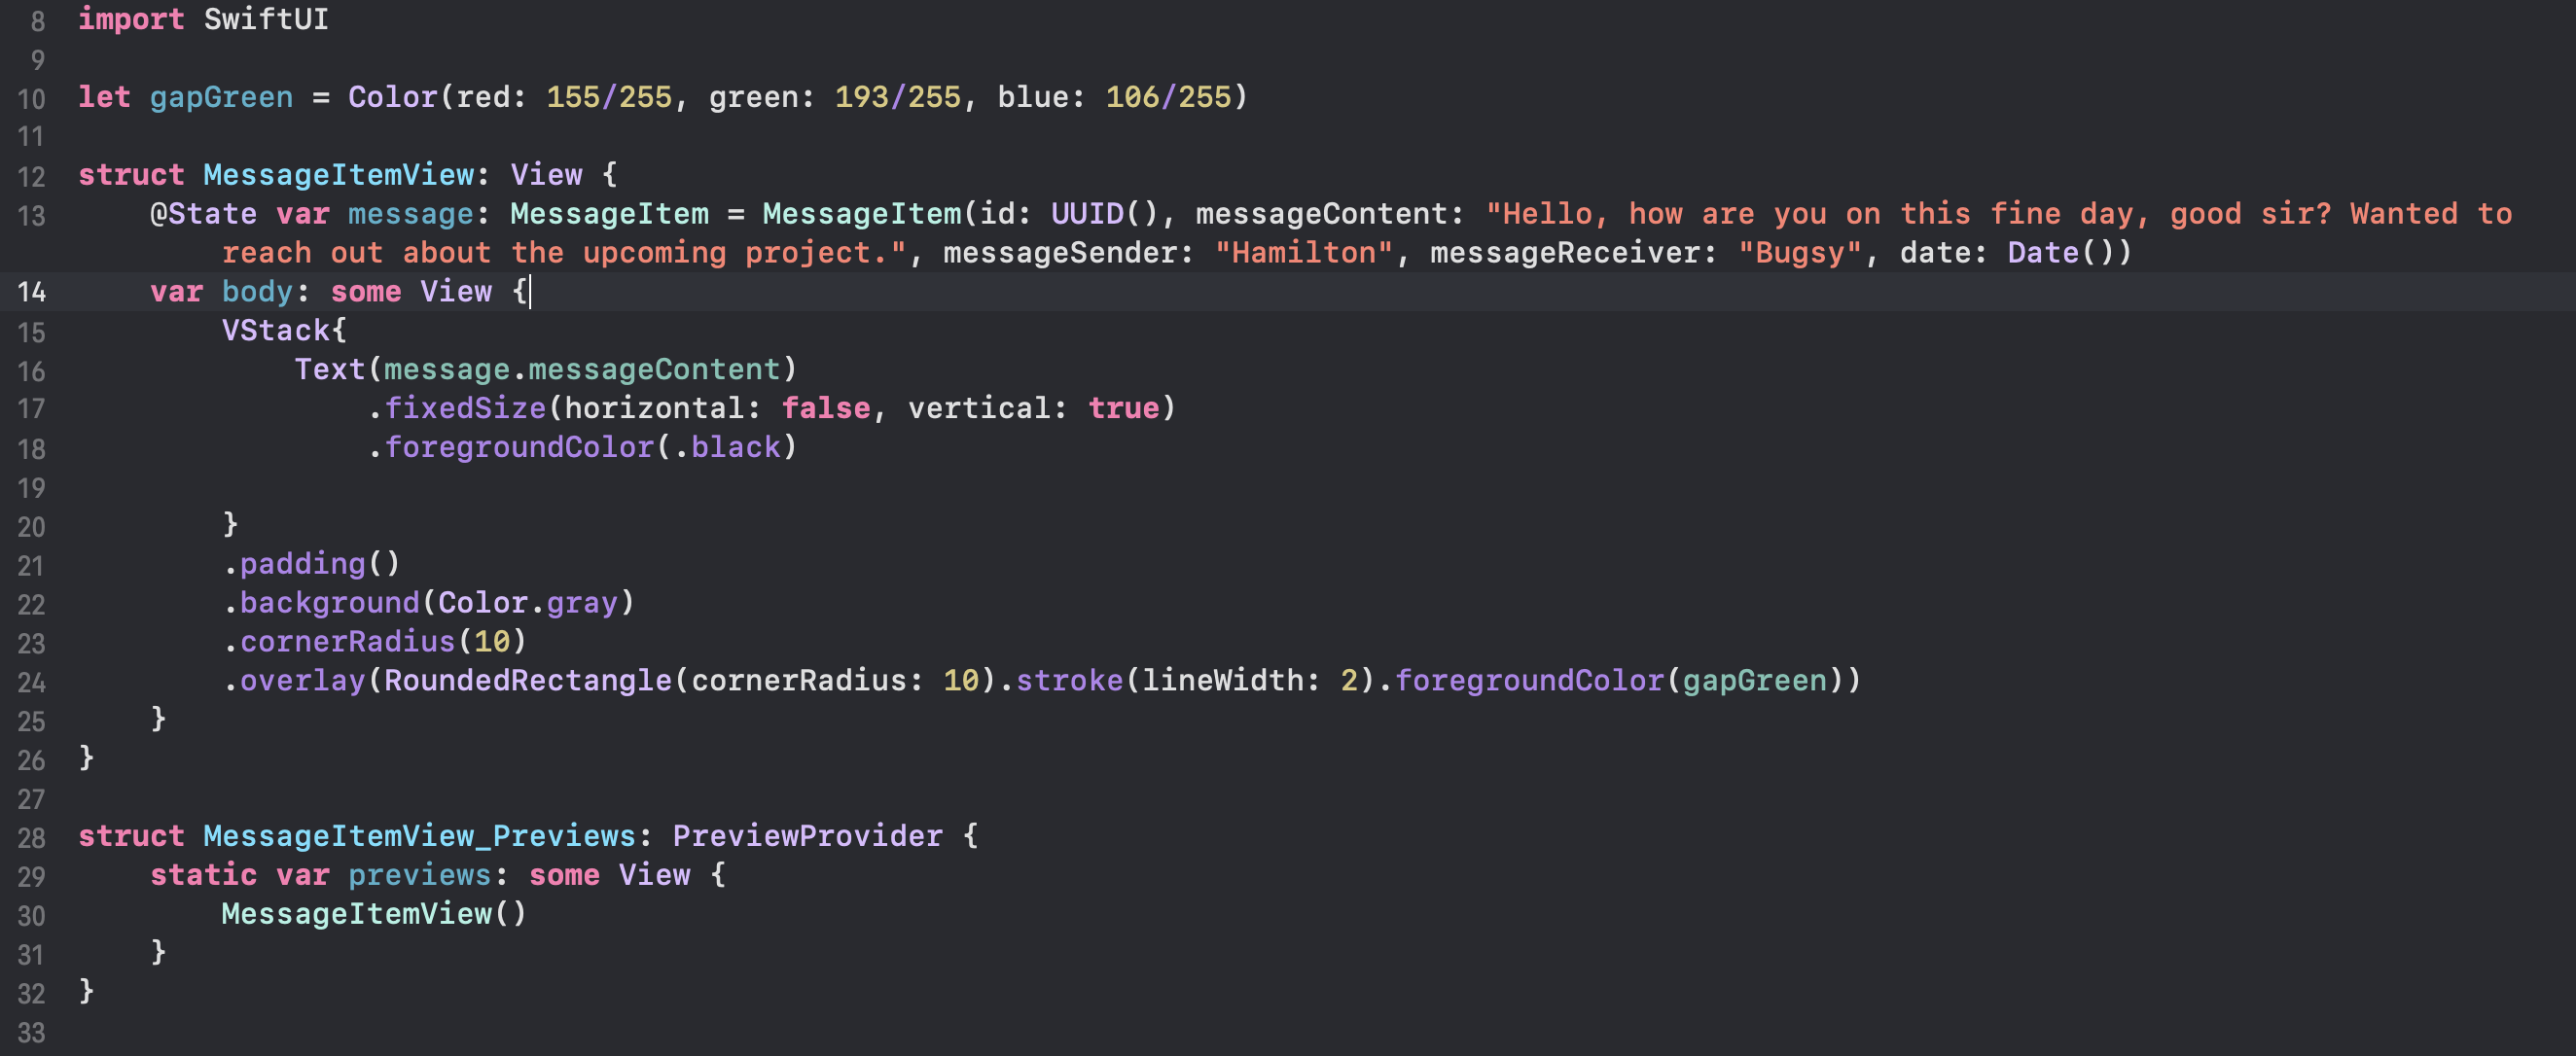 8 import SwiftUI
9
10 let gapGreen = Color(red: 155/255, green: 193/255, blue: 106/255)
11
12 struct MessageItemView: View {
13     @State var message: MessageItem = MessageItem(id: UUID(), messageContent: "Hello, how are you on this fine day, good sir? Wanted to
            reach out about the upcoming project.", messageSender: "Hamilton", messageReceiver: "Bugsy", date: Date())
14     var body: some View {
15         VStack{
16             Text(message.messageContent)
17                 .fixedSize(horizontal: false, vertical: true)
18                 .foregroundColor(.black)
19
20         }
21         .padding()
22         .background(Color.gray)
23         .cornerRadius(10)
24         .overlay(RoundedRectangle(cornerRadius: 10).stroke(lineWidth: 2).foregroundColor(gapGreen))
25     }
26 }
27
28 struct MessageItemView_Previews: PreviewProvider {
29     static var previews: some View {
30         MessageItemView()
31     }
32 }
33